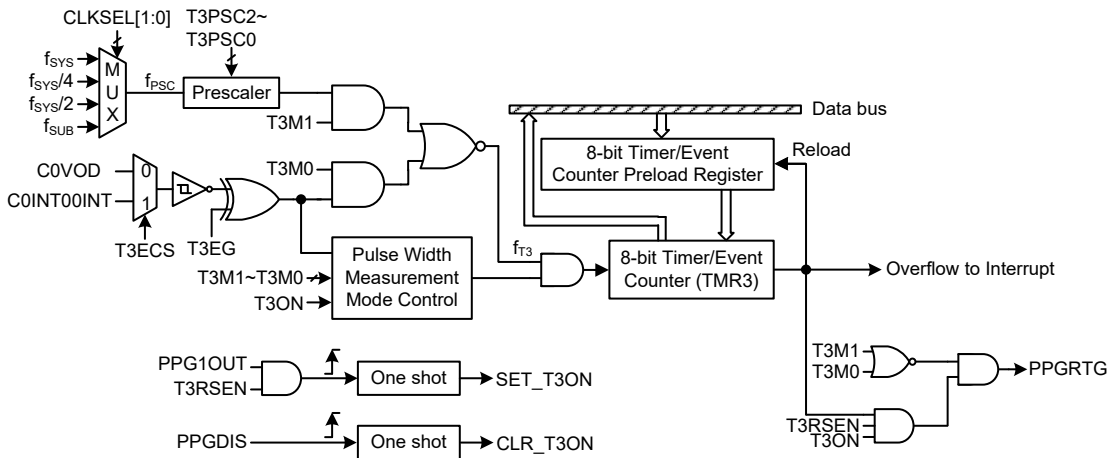 CLKSEL[1:0]
T3PSC2~
T3PSC0
fSYS
fSYS/4
fSYS/2
fSUB
M
U
X
fPSC
Prescaler
T3M1
Data bus
8-bit Timer/Event
Counter Preload Register
Reload
C0VOD
C0INT00INT
0
1
T3ECS
T3EG
T3M0
T3M1~T3M0
T3ON
Pulse Width
Measurement
Mode Control
fT3
8-bit Timer/Event
Counter (TMR3)
Overflow to Interrupt
PPG1OUT
T3RSEN
One shot
SET_T3ON
PPGDIS
One shot
CLR_T3ON
T3M1
T3M0
T3RSEN
T3ON
PPGRTG